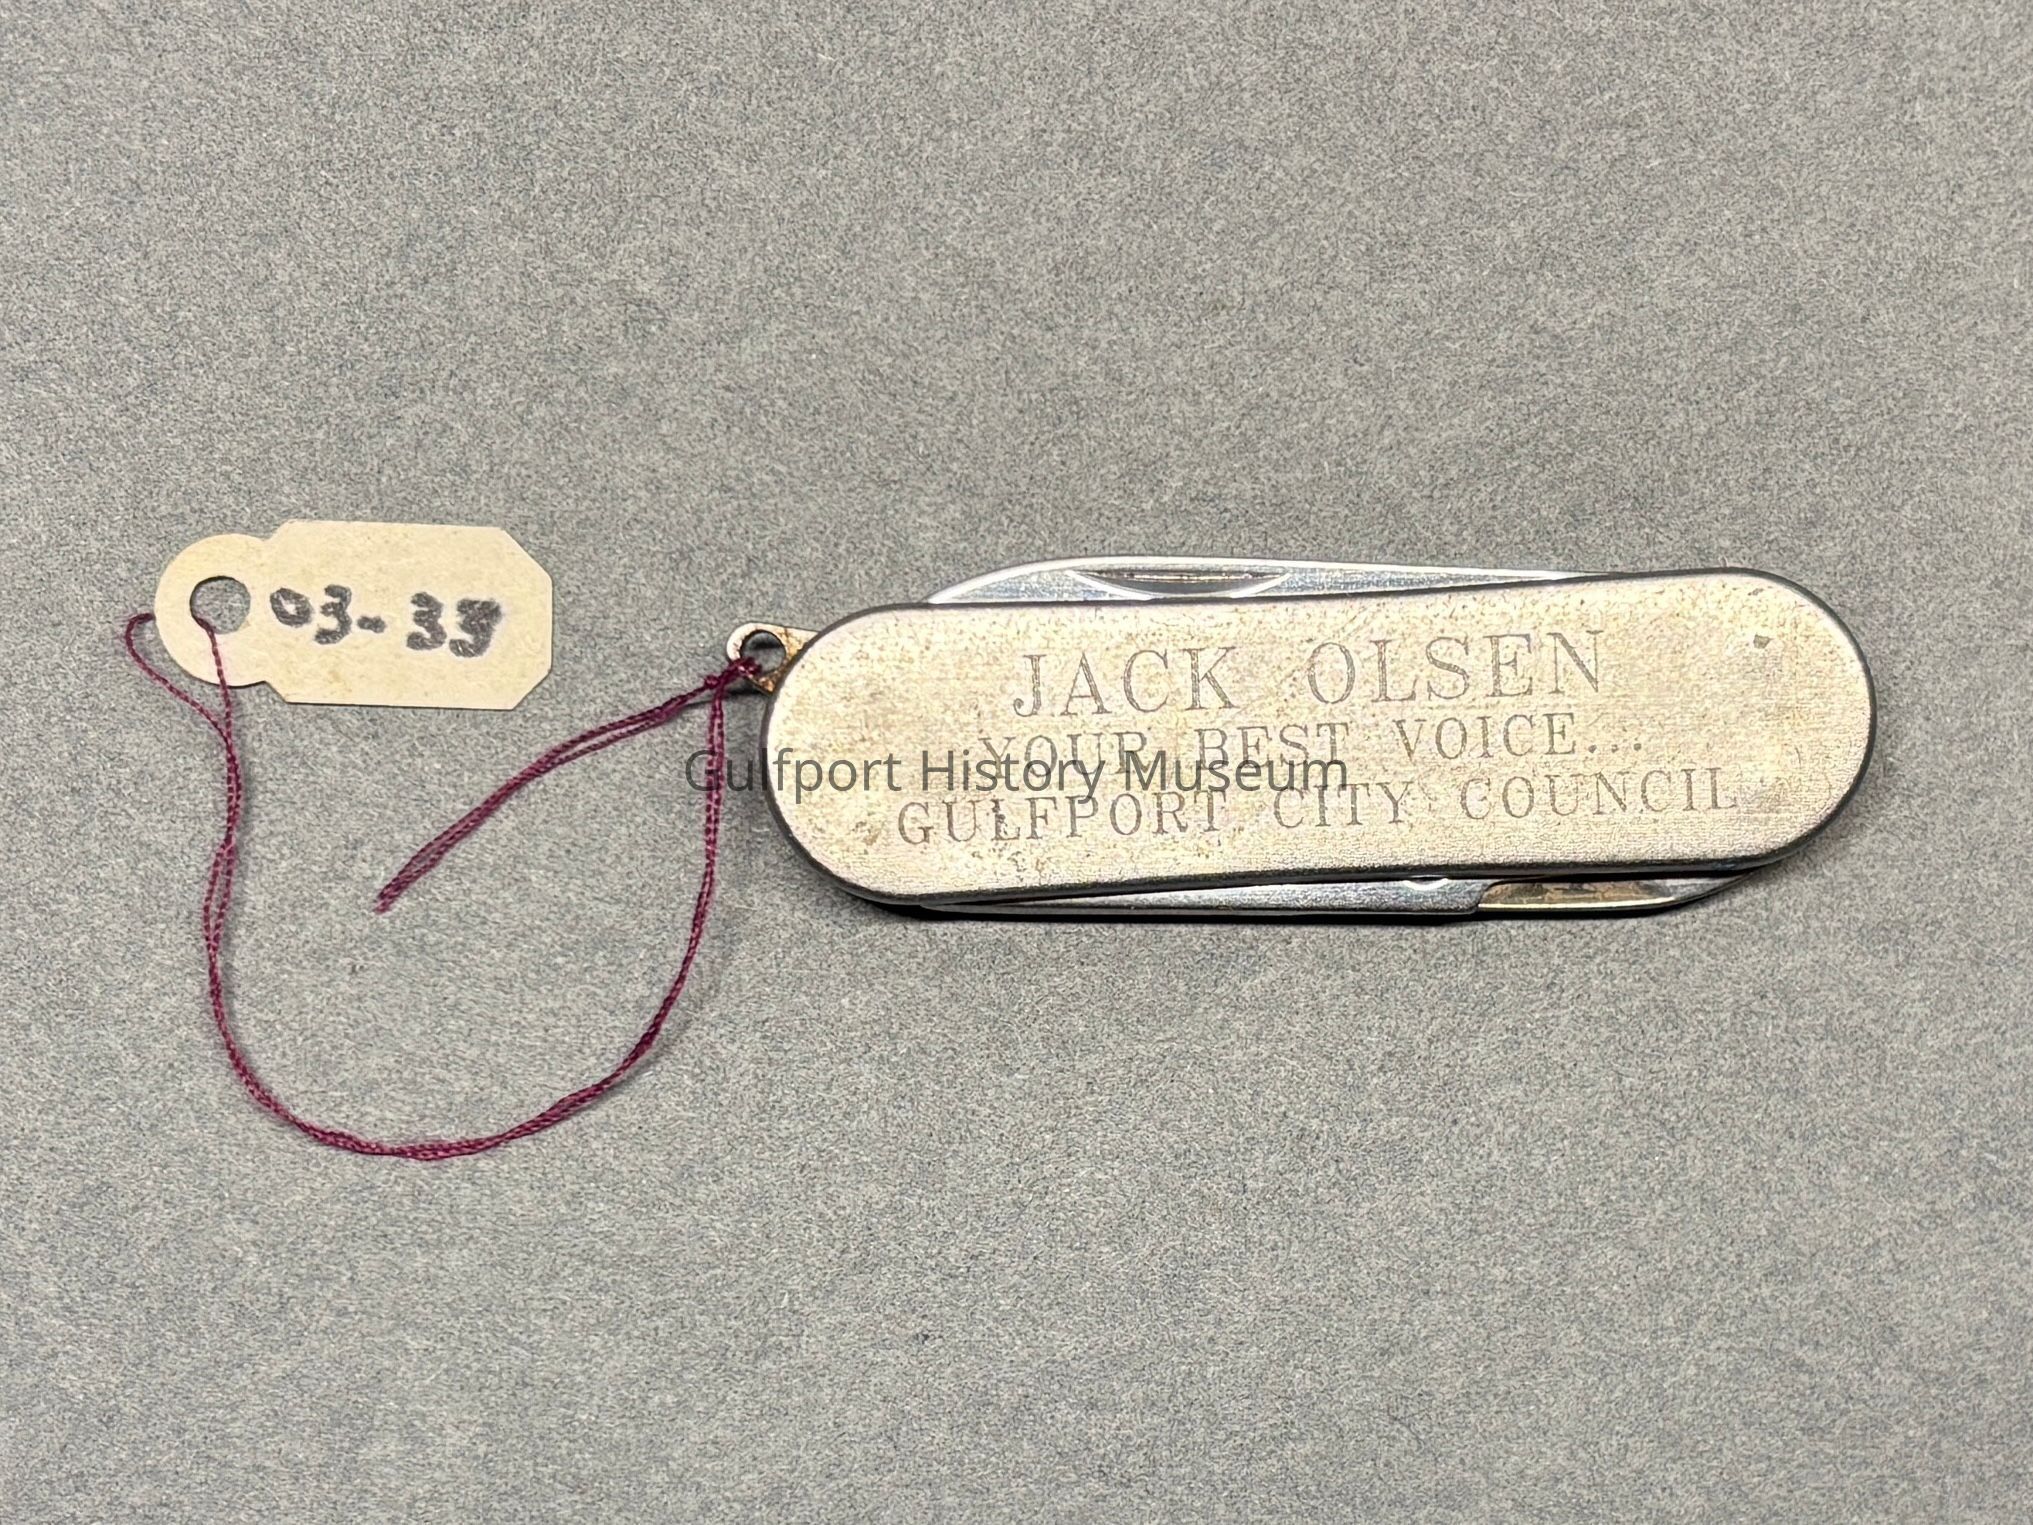 03-33
JACK OLSEN
YOUR BEST VOICE...
GULFPORT CITY COUNCIL
Gulfport History Museum